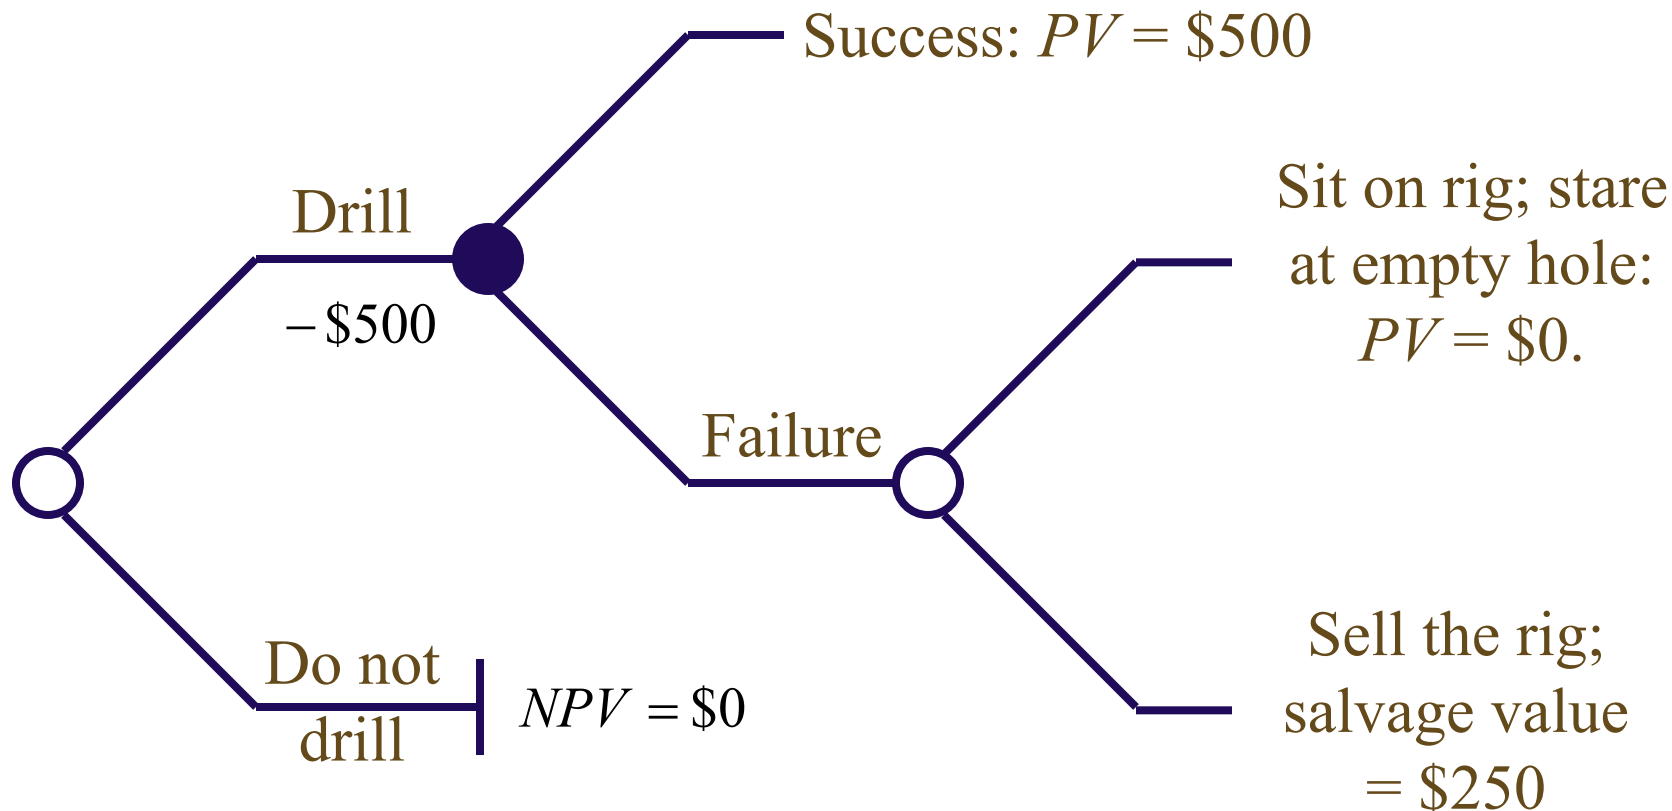 Success: PV = $500
Drill
– $500
Sit on rig; stare
at empty hole:
PV = $0.
Failure
Do not
drill
NPV = $0
Sell the rig;
salvage value
= $250